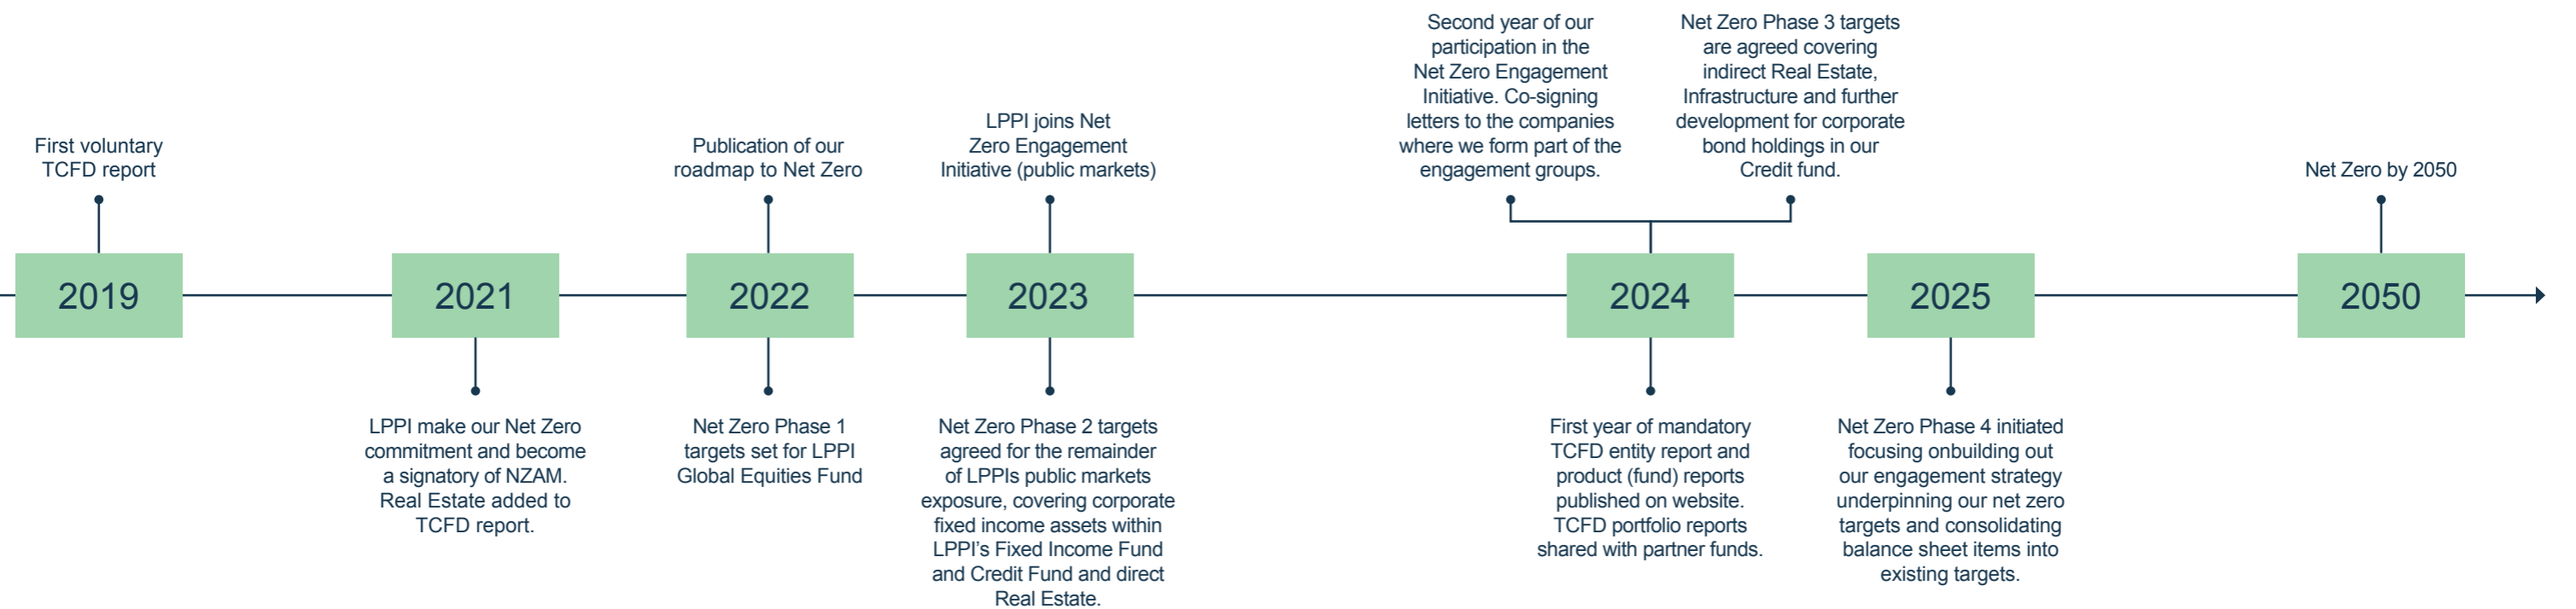 First voluntary
TCFD report
2019
2021
LPPI make our Net Zero
commitment and become
a signatory of NZAM.
Real Estate added to
TCFD report.
Publication of our
roadmap to Net Zero
2022
Net Zero Phase 1
targets set for LPPI
Global Equities Fund
LPPI joins Net
Zero Engagement
Initiative (public markets)
2023
Net Zero Phase 2 targets
agreed for the remainder
of LPPIs public markets
exposure, covering corporate
fixed income assets within
LPPI's Fixed Income Fund
and Credit Fund and direct
Real Estate.
Second year of our
participation in the
Net Zero Engagement
Initiative. Co-signing
letters to the companies
where we form part of the
engagement groups.
Net Zero Phase 3 targets
are agreed covering
indirect Real Estate,
Infrastructure and further
development for corporate
bond holdings in our
Credit fund.
2024
First year of mandatory
TCFD entity report and
product (fund) reports
published on website.
TCFD portfolio reports
shared with partner funds.
2025
Net Zero Phase 4 initiated
focusing onbuilding out
our engagement strategy
underpinning our net zero
targets and consolidating
balance sheet items into
existing targets.
Net Zero by 2050
2050